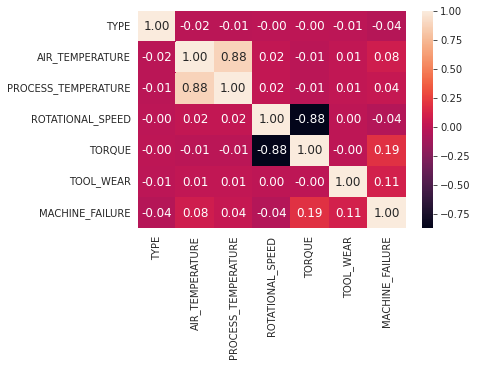 TYPE 1.00 -0.02 -0.01 -0.00 -0.00 -0.01 -0.04
AIR_TEMPERATURE -0.02 1.00 0.88 0.02 -0.01 0.01 0.08
PROCESS_TEMPERATURE -0.01 0.88 1.00 0.02 -0.01 0.01 0.04
ROTATIONAL_SPEED -0.00 0.02 0.02 1.00 -0.88 0.00 -0.04
TORQUE -0.00 -0.01 -0.01 -0.88 1.00 -0.00 0.19
TOOL_WEAR -0.01 0.01 0.01 0.00 -0.00 1.00 0.11
MACHINE_FAILURE -0.04 0.08 0.04 -0.04 0.19 0.11 1.00
TYPE
AIR_TEMPERATURE
PROCESS_TEMPERATURE
ROTATIONAL_SPEED
TORQUE
TOOL_WEAR
MACHINE_FAILURE
1.00
0.75
0.50
0.25
0.00
−0.25
−0.50
−0.75